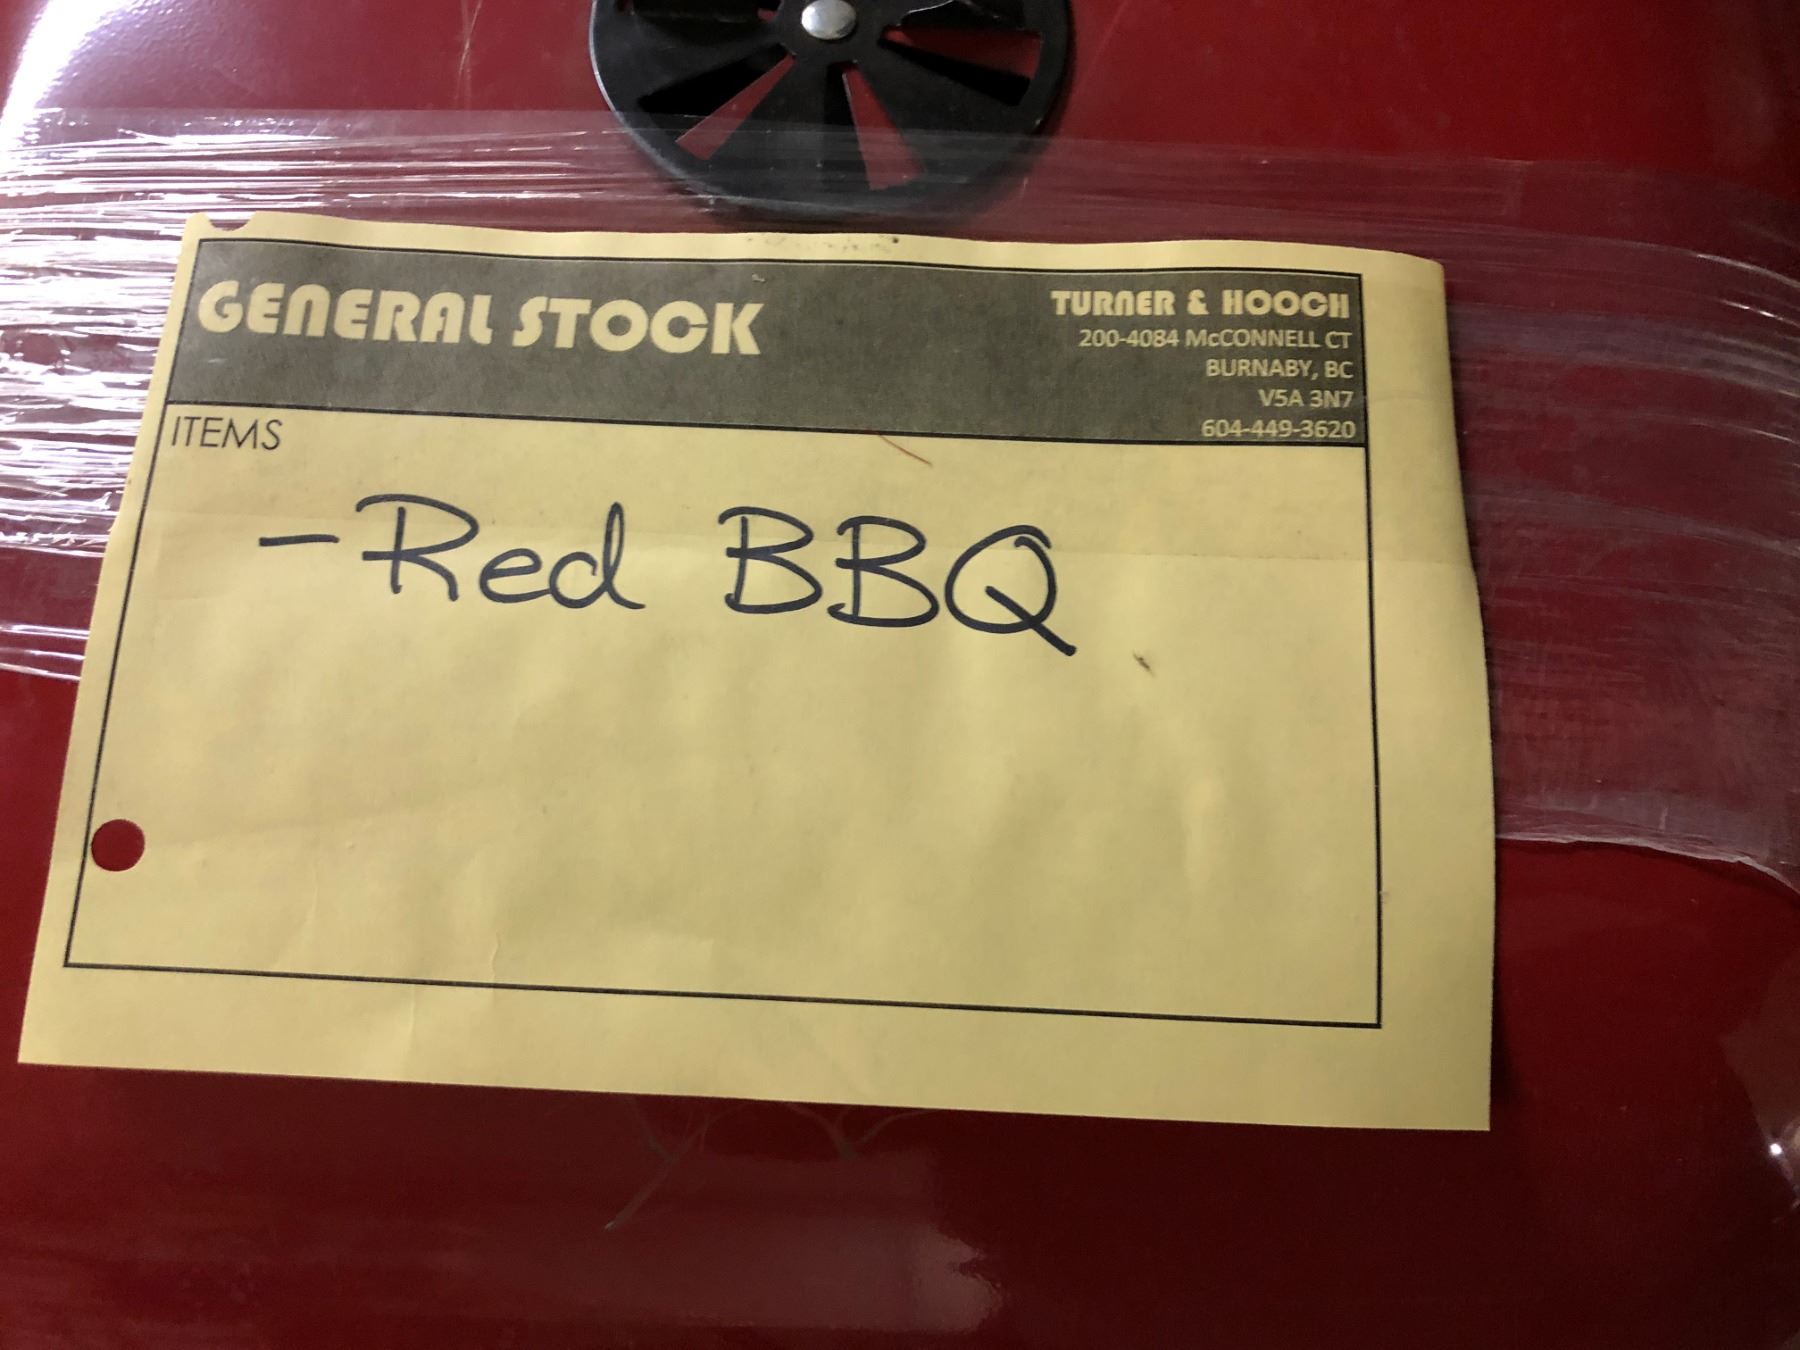 GENERAL STOCK
TURNER & HOOCH
200-4084 McCONNELL CT
BURNABY, BC
V5A 3N7
604-449-3620
ITEMS
- Red BBQ